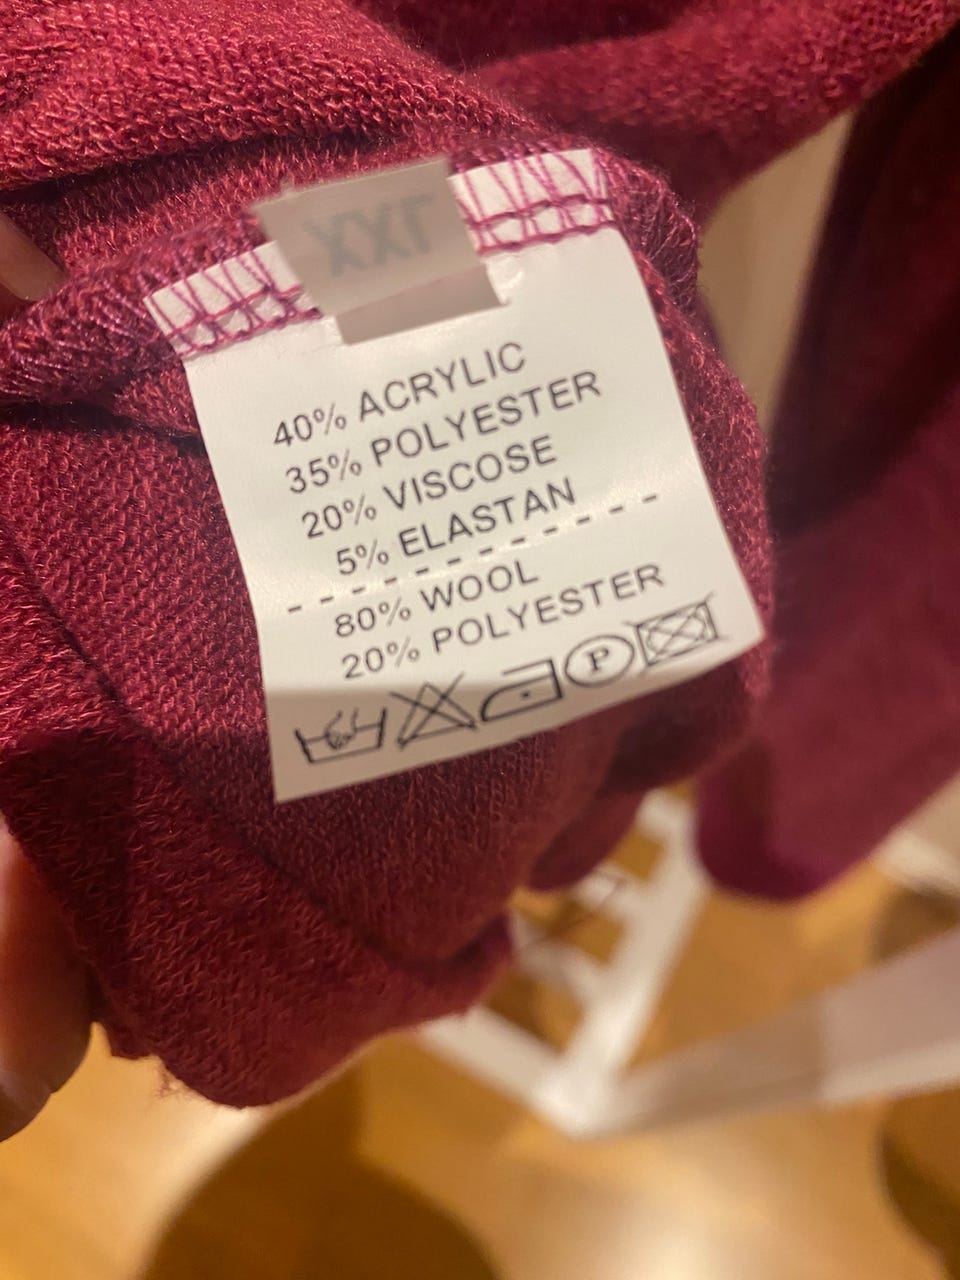 XXL
40% ACRYLIC
35% POLYESTER
20% VISCOSE
5% ELASTAN
- - - - - - - - - - - - -
80% WOOL
20% POLYESTER
P